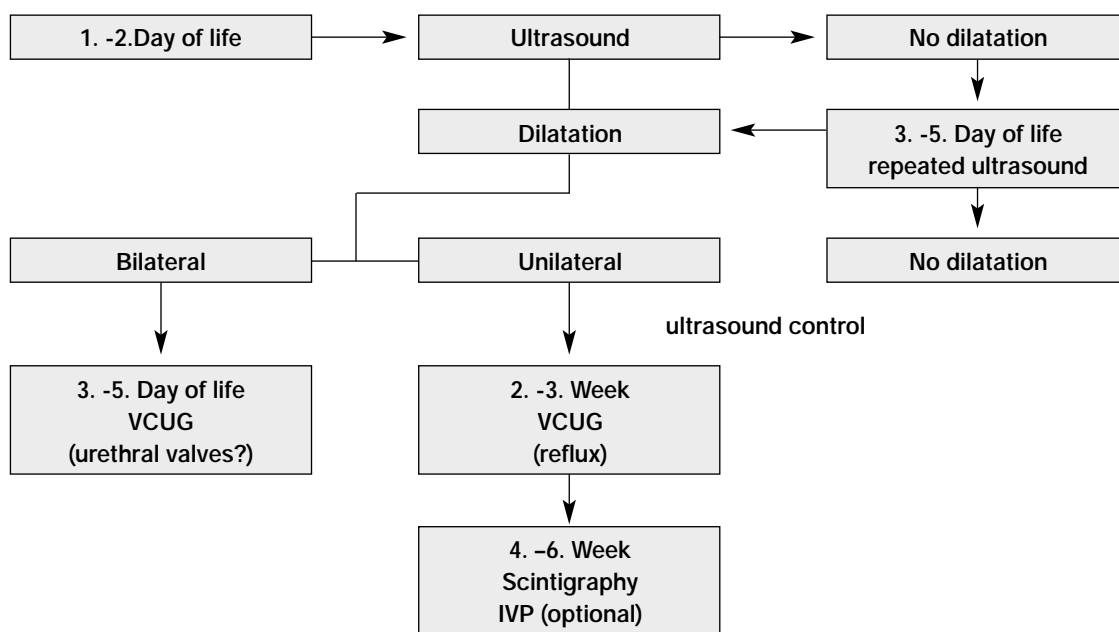 1. -2.Day of life
Ultrasound
No dilatation
Dilatation
3. -5. Day of life
repeated ultrasound
Bilateral
Unilateral
No dilatation
ultrasound control
3. -5. Day of life
VCUG
(urethral valves?)
2. -3. Week
VCUG
(reflux)
4. –6. Week
Scintigraphy
IVP (optional)